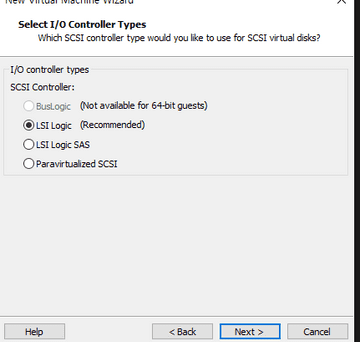 New Virtual Machine Wizard
Select I/O Controller Types
Which SCSI controller type would you like to use for SCSI virtual disks?
I/O controller types
SCSI Controller:
BusLogic (Not available for 64-bit guests)
LSI Logic (Recommended)
LSI Logic SAS
Paravirtualized SCSI
Help < Back Next > Cancel